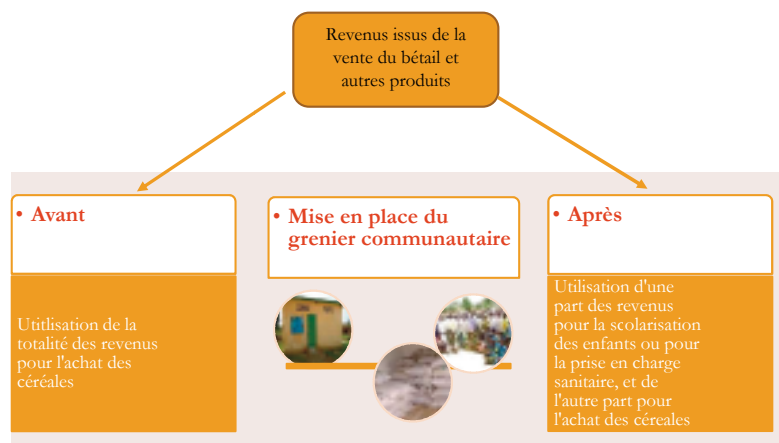 Revenus issus de la
vente du bétail et
autres produits
• Avant
Utitlisation de la
totalité des revenus
pour l'achat des
céréales
• Mise en place du
grenier communautaire
• Après
Utilisation d'une
part des revenus
pour la scolarisation
des enfants ou pour
la prise en charge
sanitaire, et de
l'autre part pour
l'achat des céreales